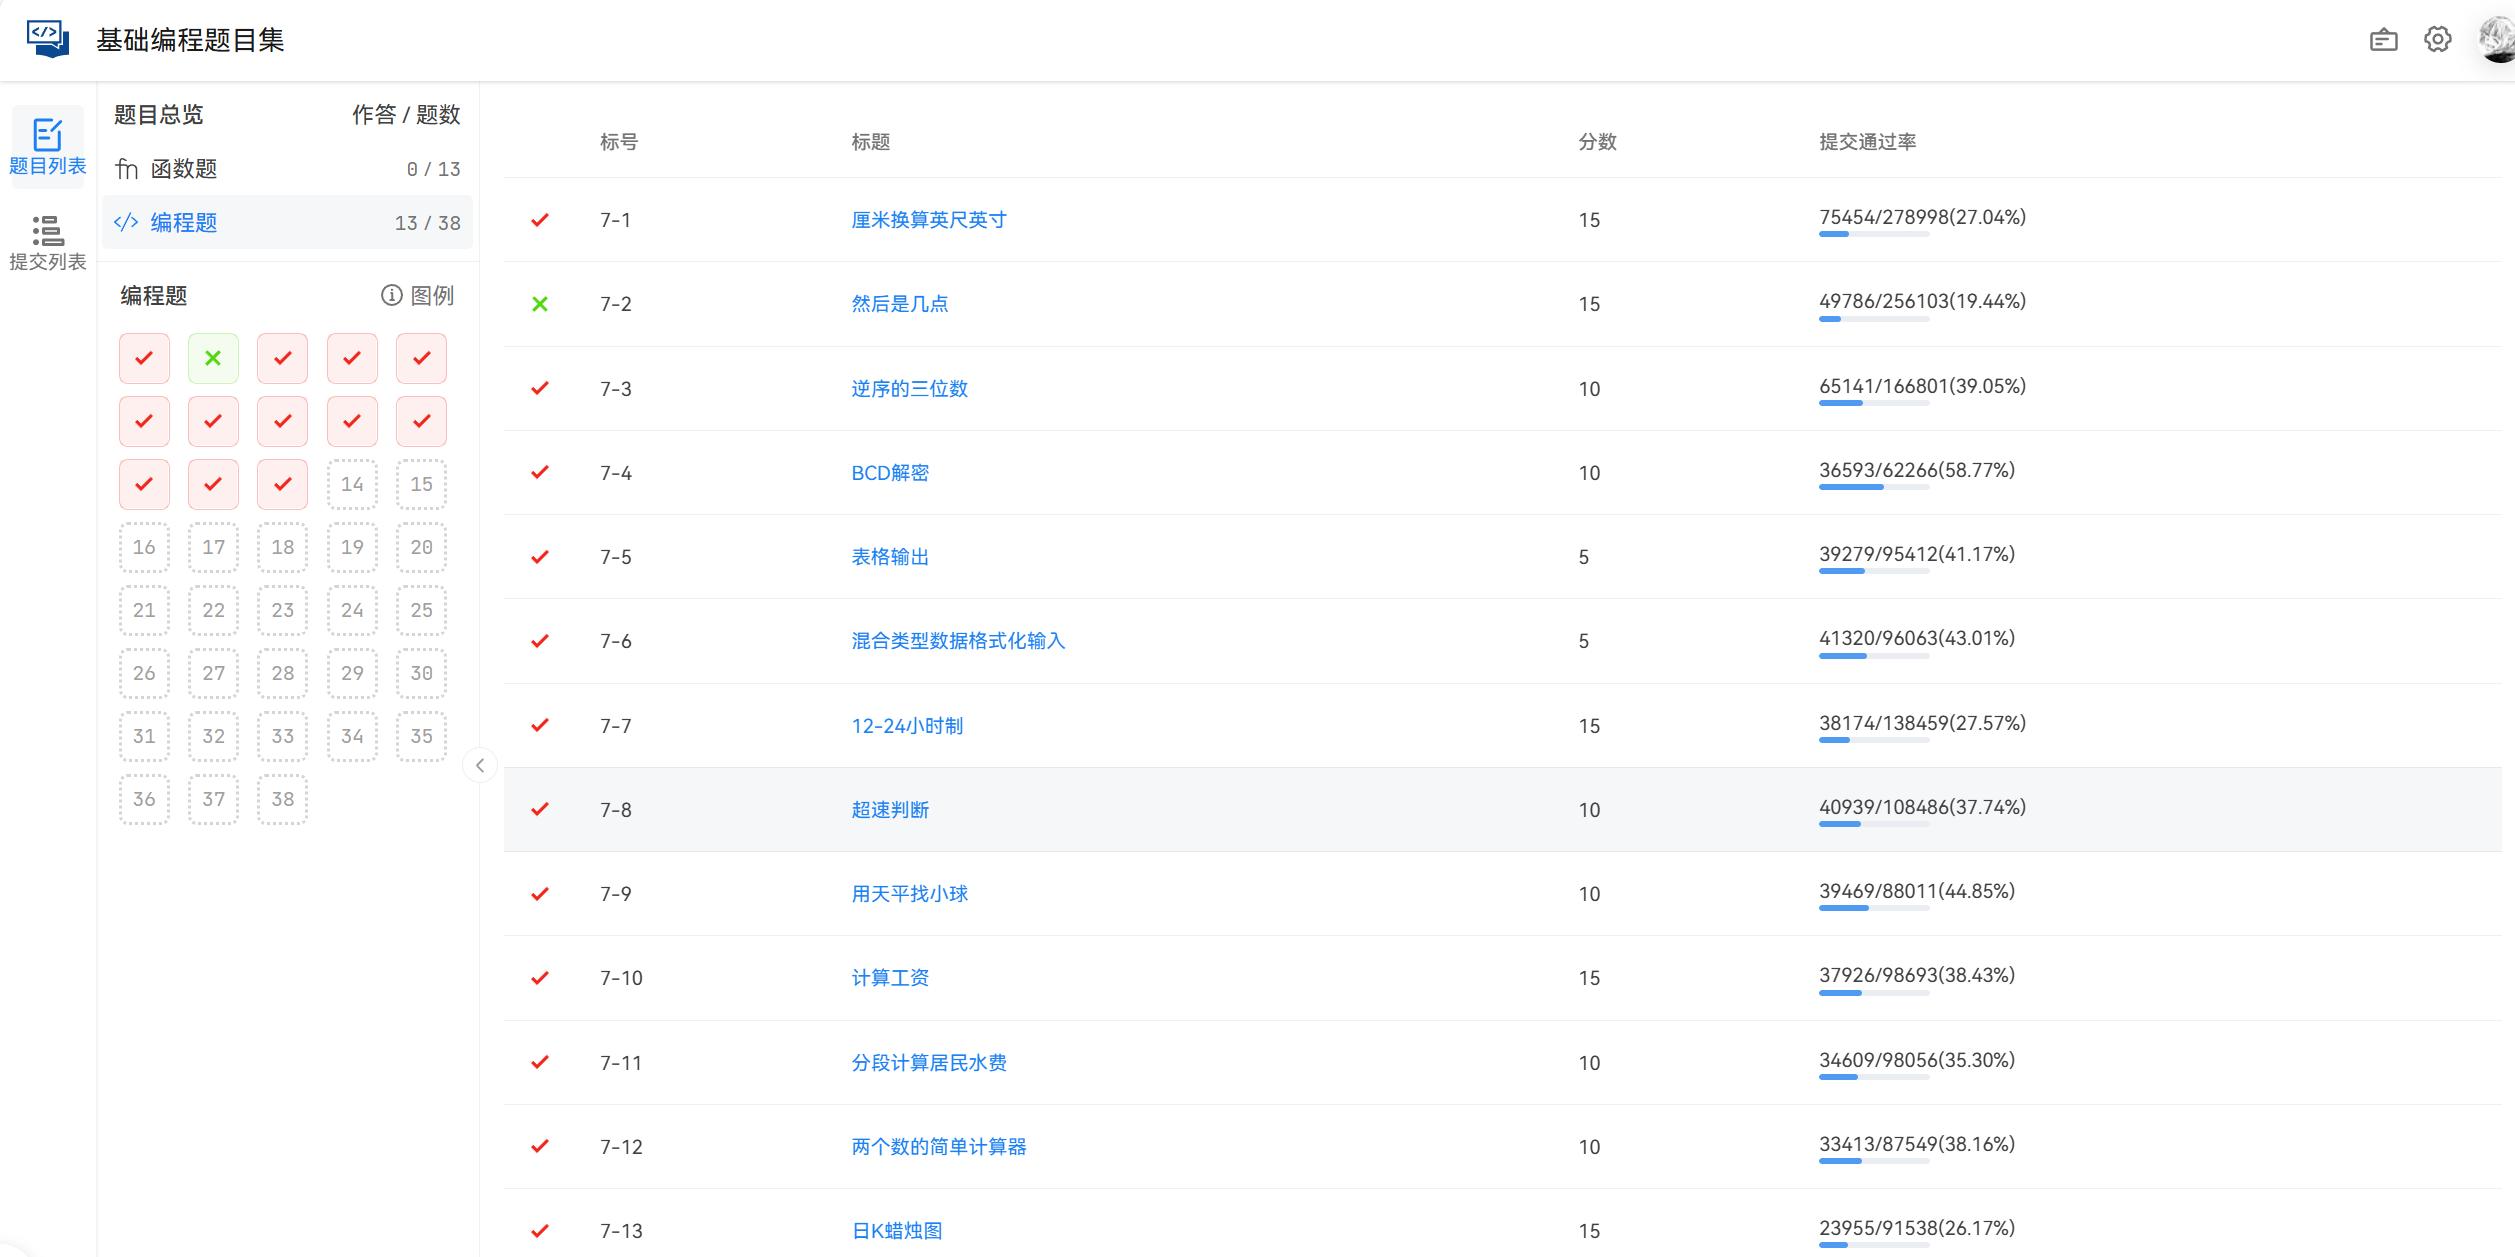 基础编程题目集
题目列表
提交列表
题目总览 作答 / 题数
fn 函数题 0 / 13
</> 编程题 13 / 38
编程题 图例
14 15
16 17 18 19 20
21 22 23 24 25
26 27 28 29 30
31 32 33 34 35
36 37 38
标号 标题 分数 提交通过率
7-1 厘米换算英尺英寸 15 75454/278998(27.04%)
7-2 然后是几点 15 49786/256103(19.44%)
7-3 逆序的三位数 10 65141/166801(39.05%)
7-4 BCD解密 10 36593/62266(58.77%)
7-5 表格输出 5 39279/95412(41.17%)
7-6 混合类型数据格式化输入 5 41320/96063(43.01%)
7-7 12-24小时制 15 38174/138459(27.57%)
7-8 超速判断 10 40939/108486(37.74%)
7-9 用天平找小球 10 39469/88011(44.85%)
7-10 计算工资 15 37926/98693(38.43%)
7-11 分段计算居民水费 10 34609/98056(35.30%)
7-12 两个数的简单计算器 10 33413/87549(38.16%)
7-13 日K蜡烛图 15 23955/91538(26.17%)